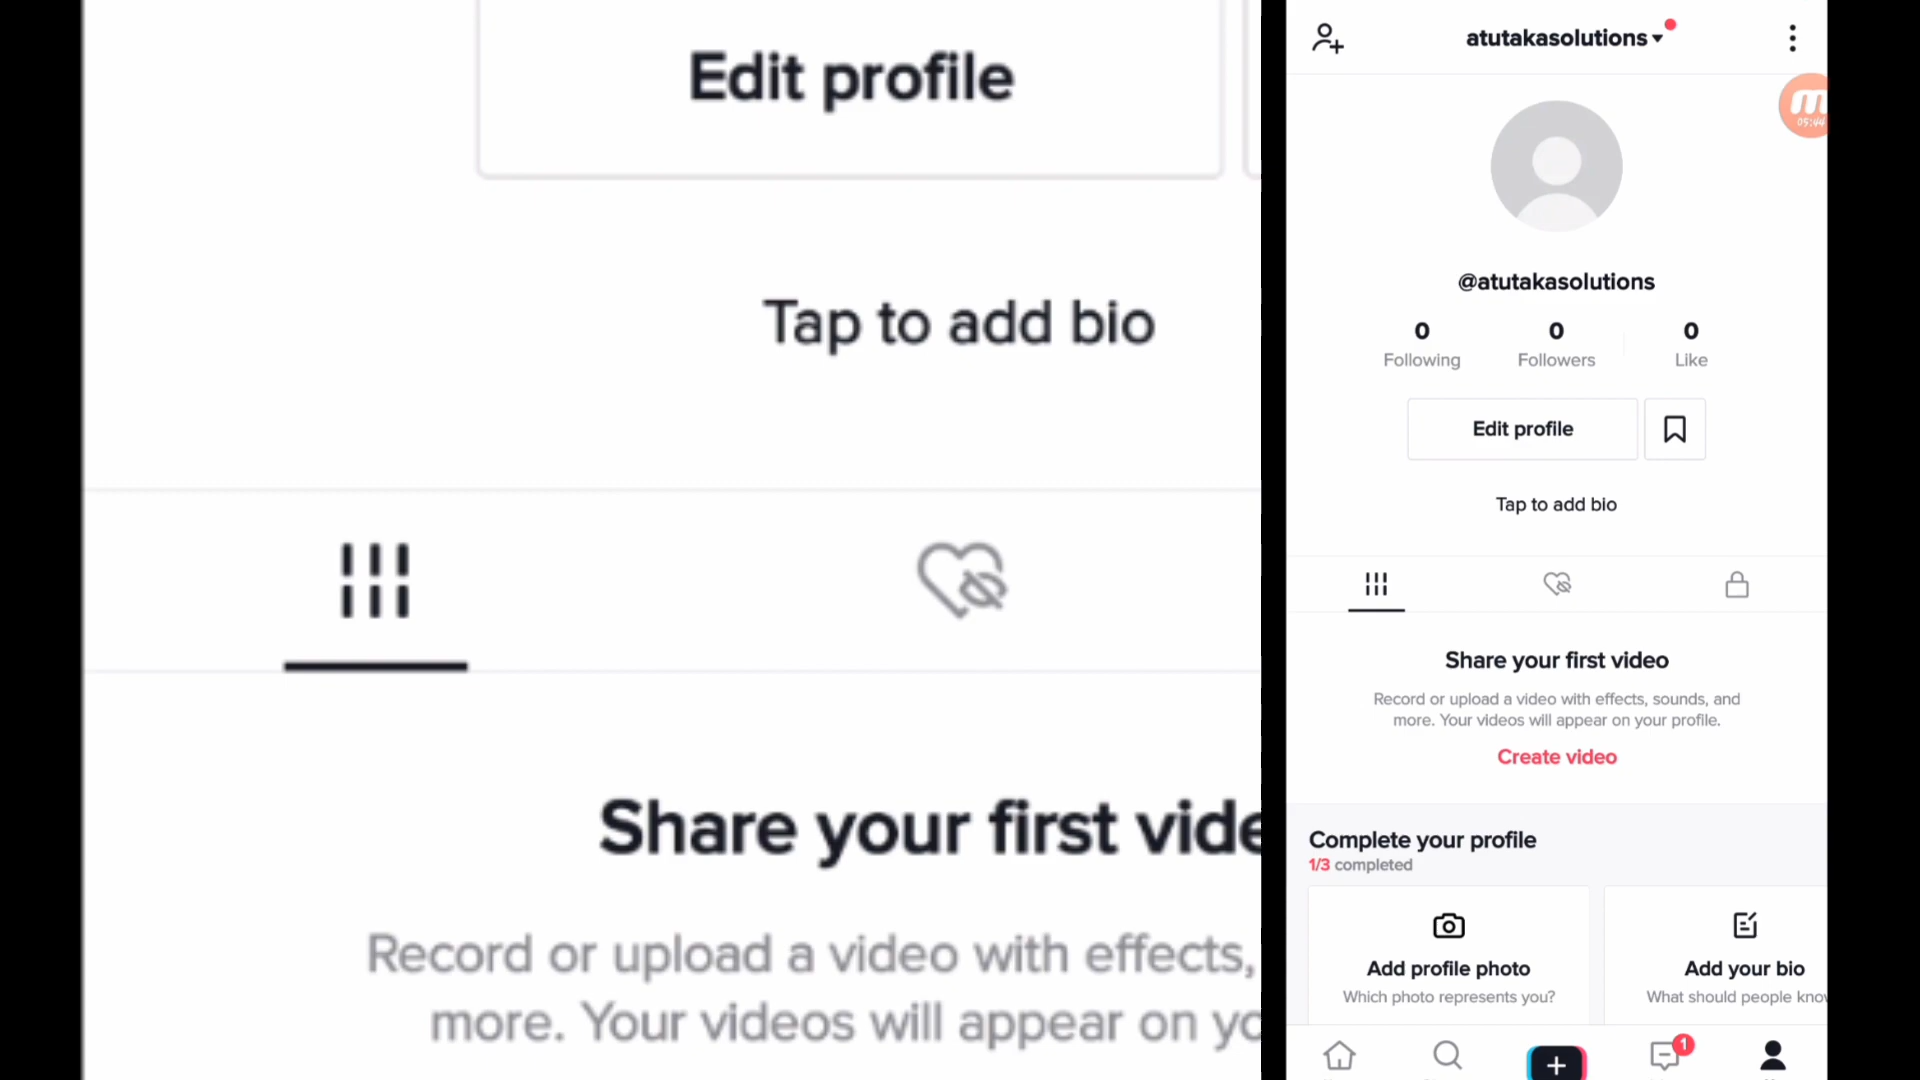 Edit profile
Tap to add bio
Share your first vide
Record or upload a video with effects,
more. Your videos will appear on yo
atutakasolutions
05:44
@atutakasolutions
0 0 0
Following Followers Like
Edit profile
Tap to add bio
Share your first video
Record or upload a video with effects, sounds, and
more. Your videos will appear on your profile.
Create video
Complete your profile
1/3 completed
Add profile photo
Which photo represents you?
Add your bio
What should people know
1